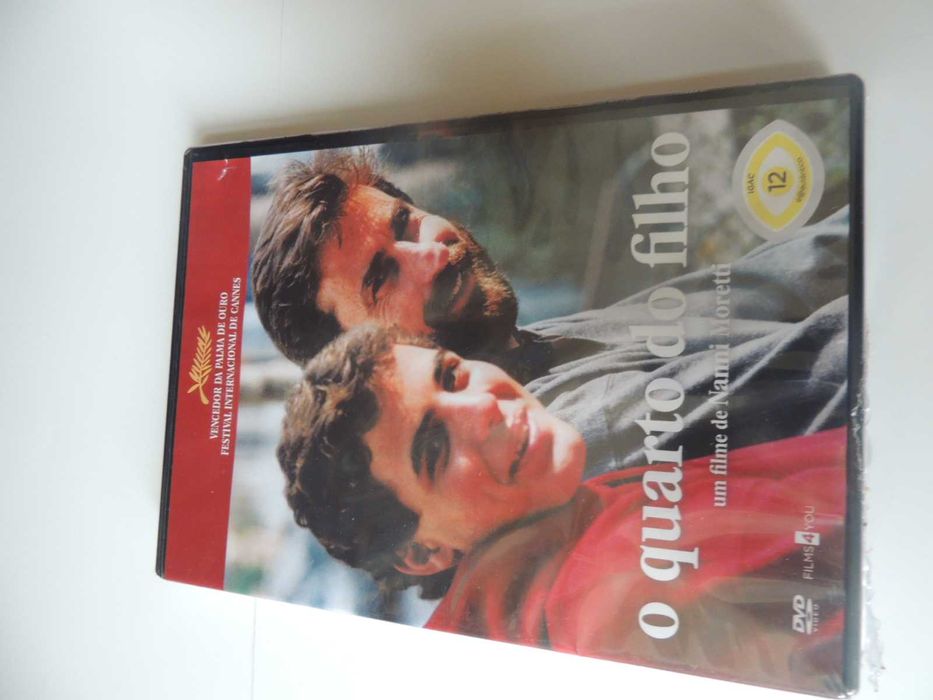 VENCEDOR DA PALMA DE OURO
FESTIVAL INTERNACIONAL DE CANNES
o quarto do filho
um filme de Nanni Moretti
IGAC
12
DVD
VIDEO
FILMS4YOU